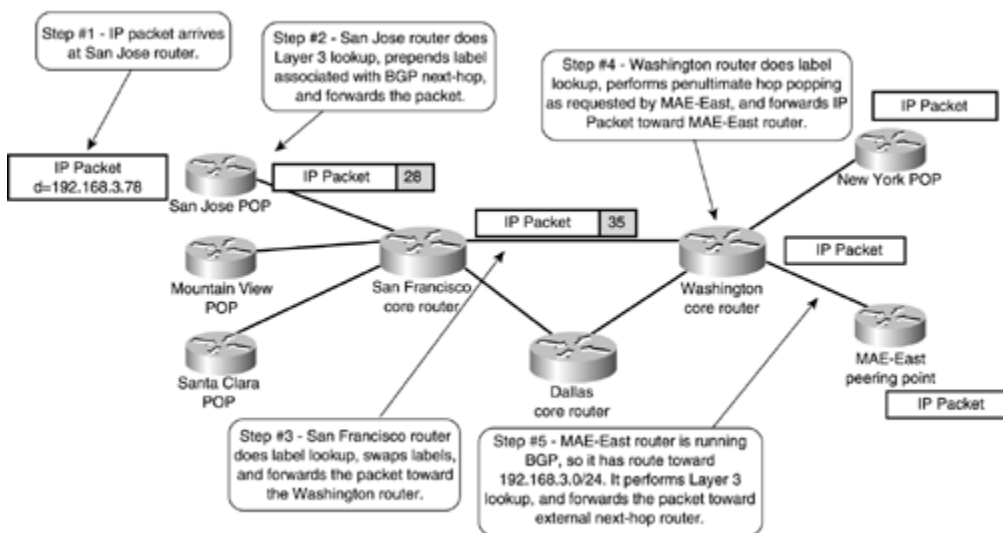 Step #1 - IP packet arrives
at San Jose router.
Step #2 - San Jose router does
Layer 3 lookup, prepends label
associated with BGP next-hop,
and forwards the packet.
Step #4 - Washington router does label
lookup, performs penultimate hop popping
as requested by MAE-East, and forwards IP
Packet toward MAE-East router.
IP Packet
IP Packet
d=192.168.3.78
San Jose POP
IP Packet 28
New York POP
IP Packet 35
IP Packet
Mountain View
POP
San Francisco
core router
Washington
core router
MAE-East
peering point
Santa Clara
POP
Dallas
core router
IP Packet
Step #3 - San Francisco router
does label lookup, swaps labels,
and forwards the packet toward
the Washington router.
Step #5 - MAE-East router is running
BGP, so it has route toward
192.168.3.0/24. It performs Layer 3
lookup, and forwards the packet toward
external next-hop router.